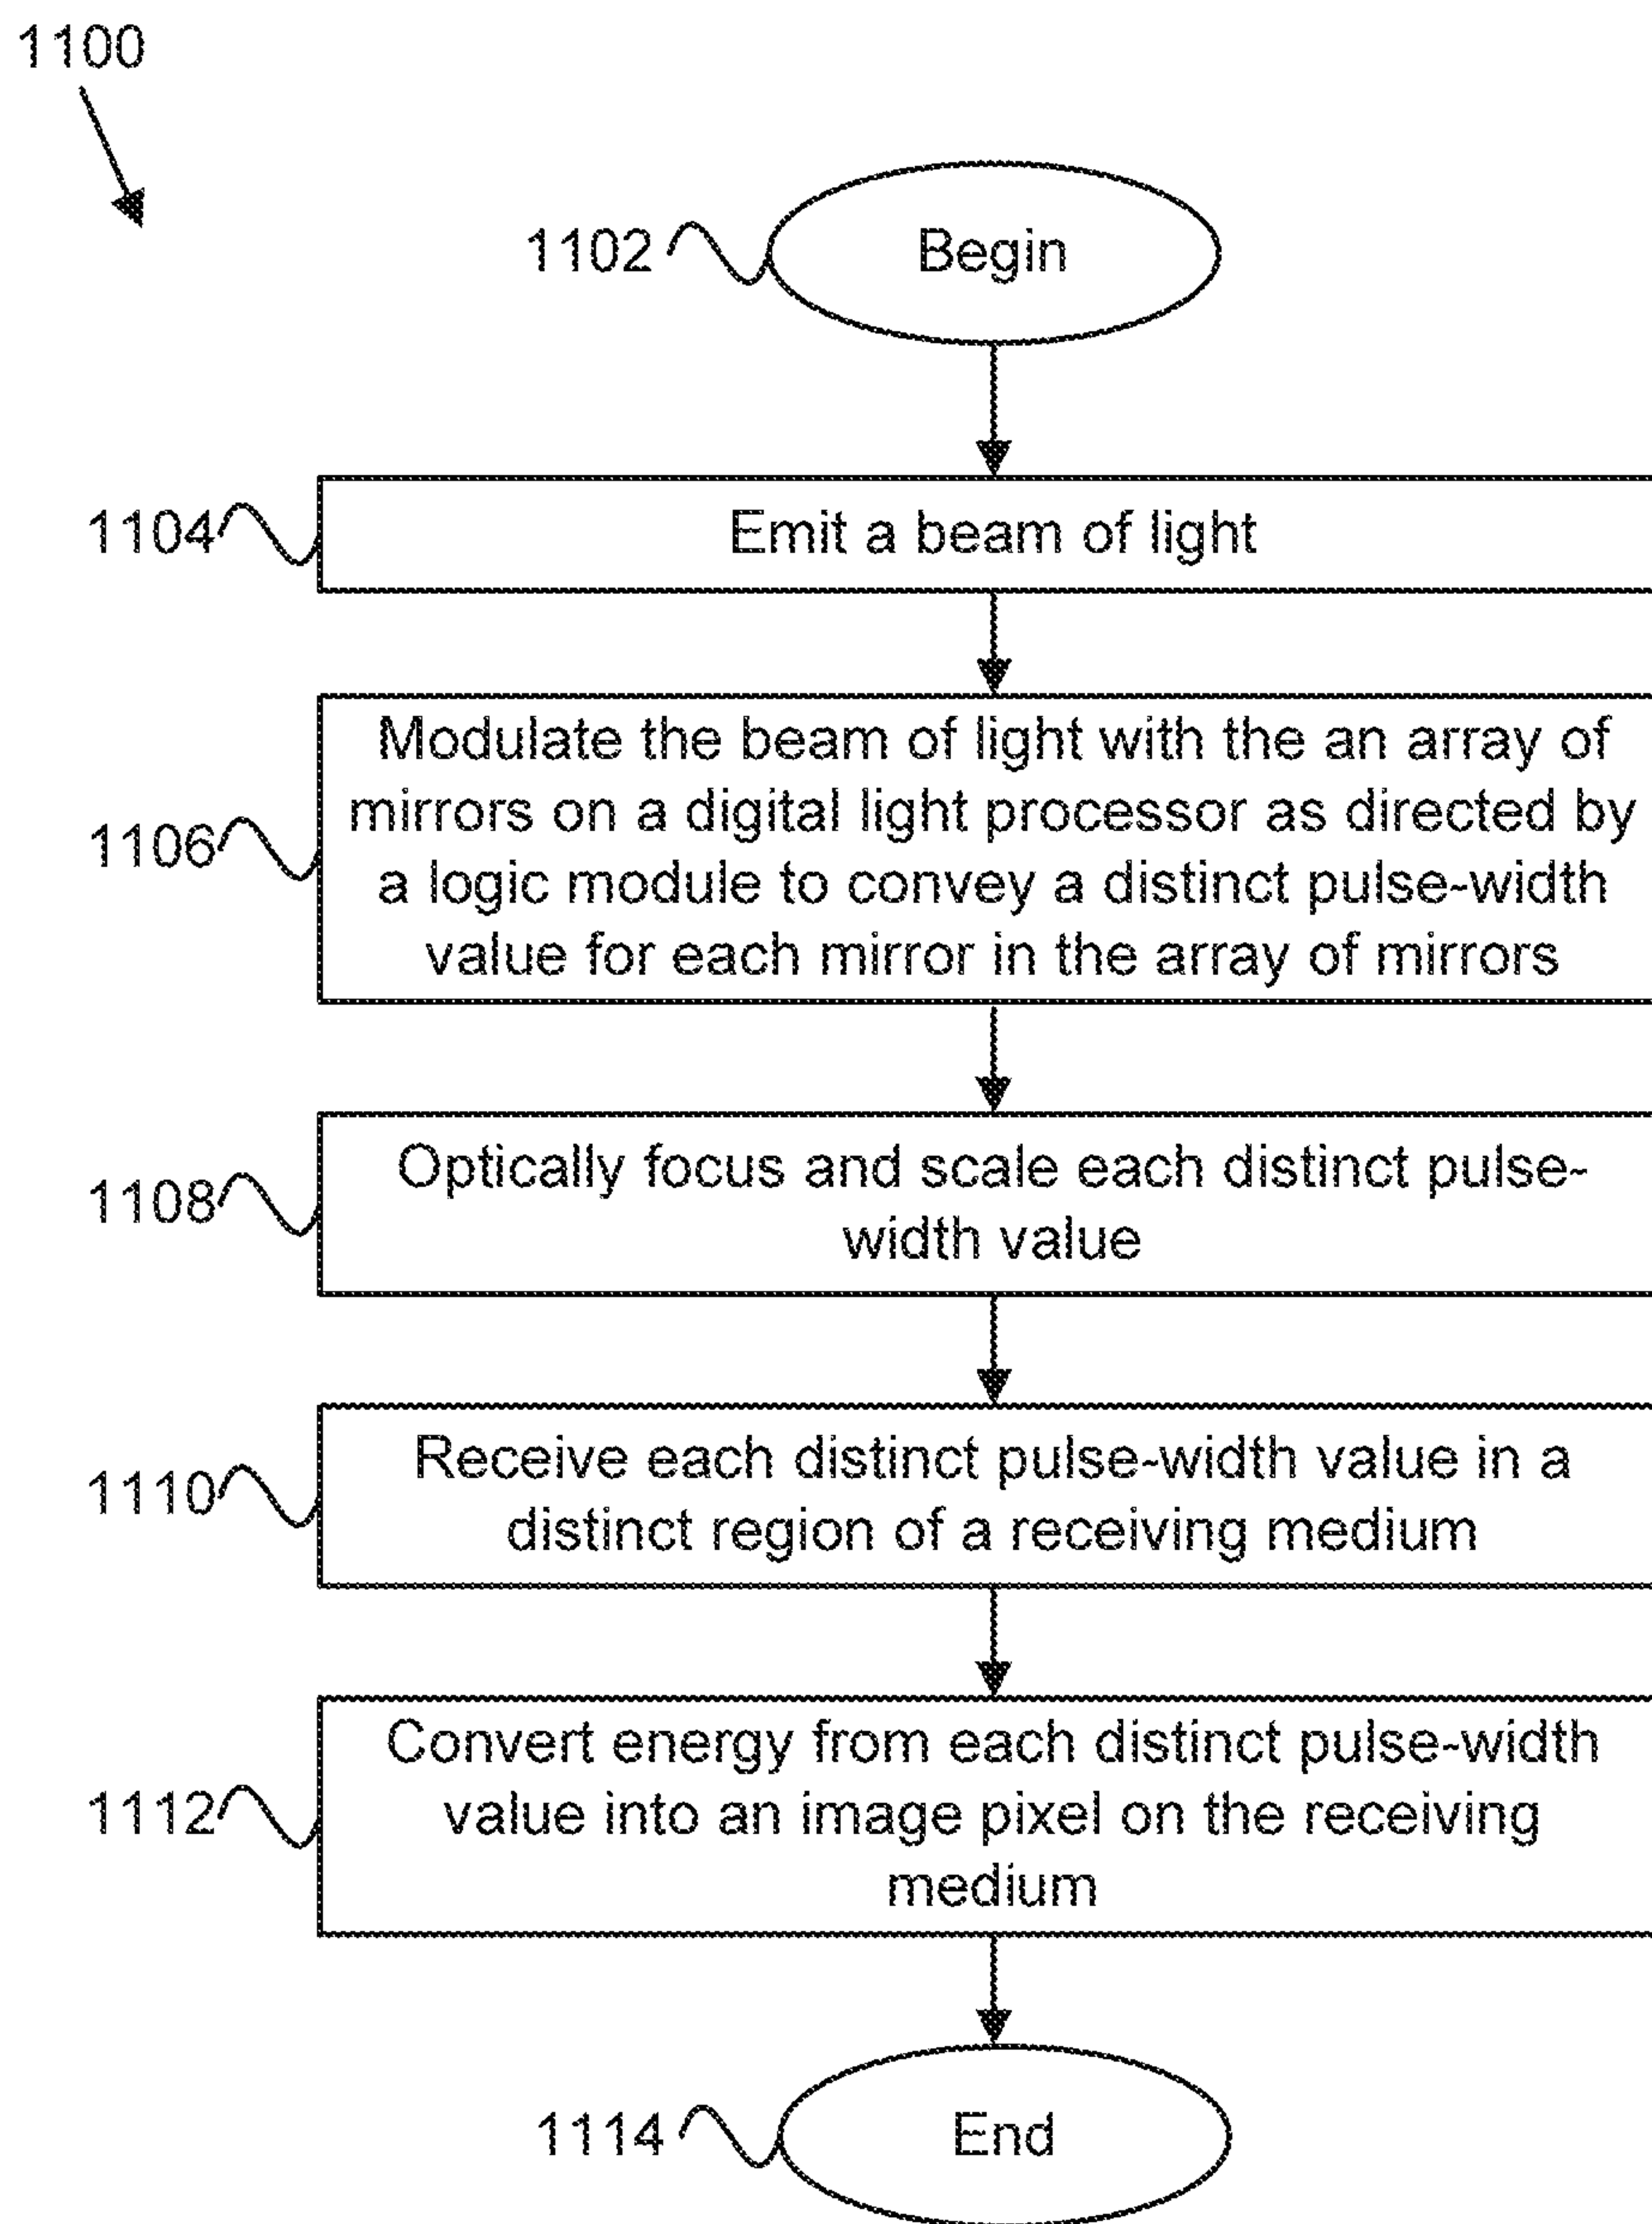 1100
1102
Begin
1104
Emit a beam of light
1106
Modulate the beam of light with the an array of
mirrors on a digital light processor as directed by
a logic module to convey a distinct pulse-width
value for each mirror in the array of mirrors
1108
Optically focus and scale each distinct pulse-
width value
1110
Receive each distinct pulse-width value in a
distinct region of a receiving medium
1112
Convert energy from each distinct pulse-width
value into an image pixel on the receiving
medium
1114
End